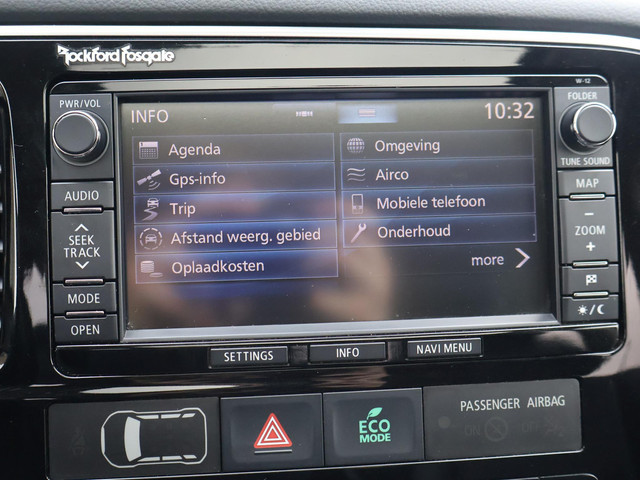 Rockford Fosgate
W-12
PWR/VOL
FOLDER
INFO
10:32
Agenda
Omgeving
TUNE SOUND
Gps-info
Airco
MAP
AUDIO
Trip
Mobiele telefoon
SEEK
TRACK
Afstand weerg. gebied
Onderhoud
ZOOM
Oplaadkosten
more
MODE
OPEN
SETTINGS
INFO
NAVI MENU
ECO
MODE
PASSENGER AIRBAG
ON
OFF